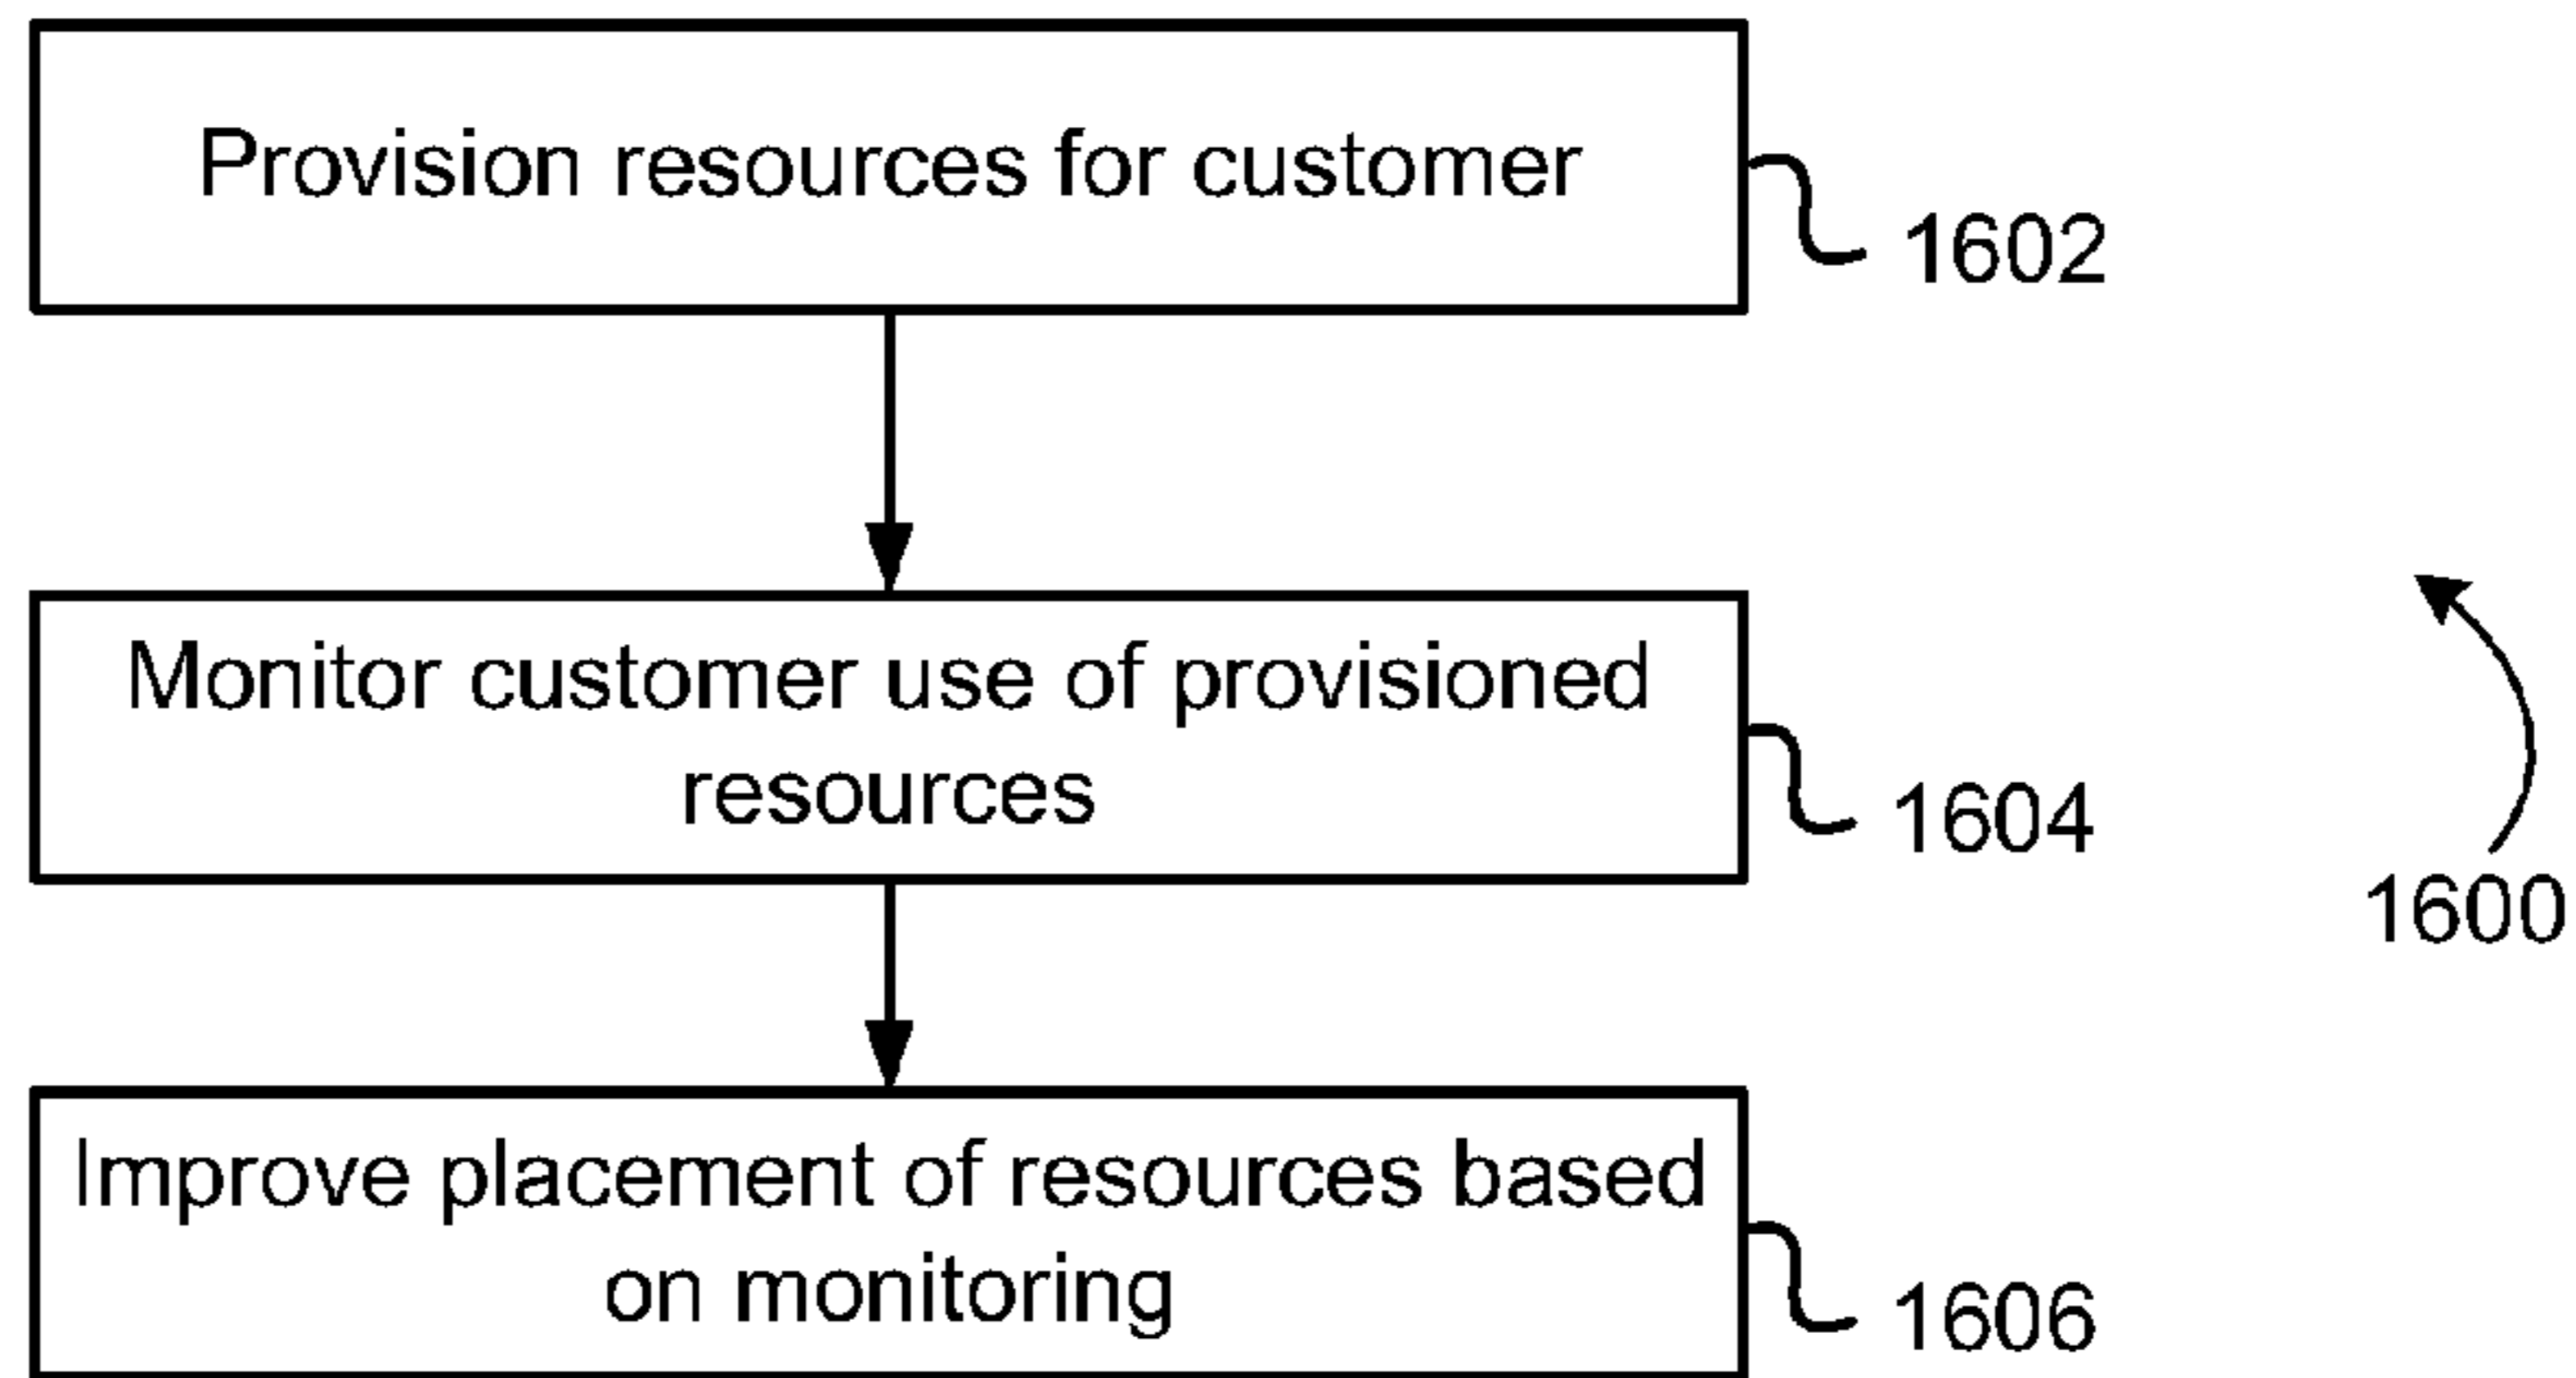 Provision resources for customer
1602
Monitor customer use of provisioned
resources
1604
1600
Improve placement of resources based
on monitoring
1606